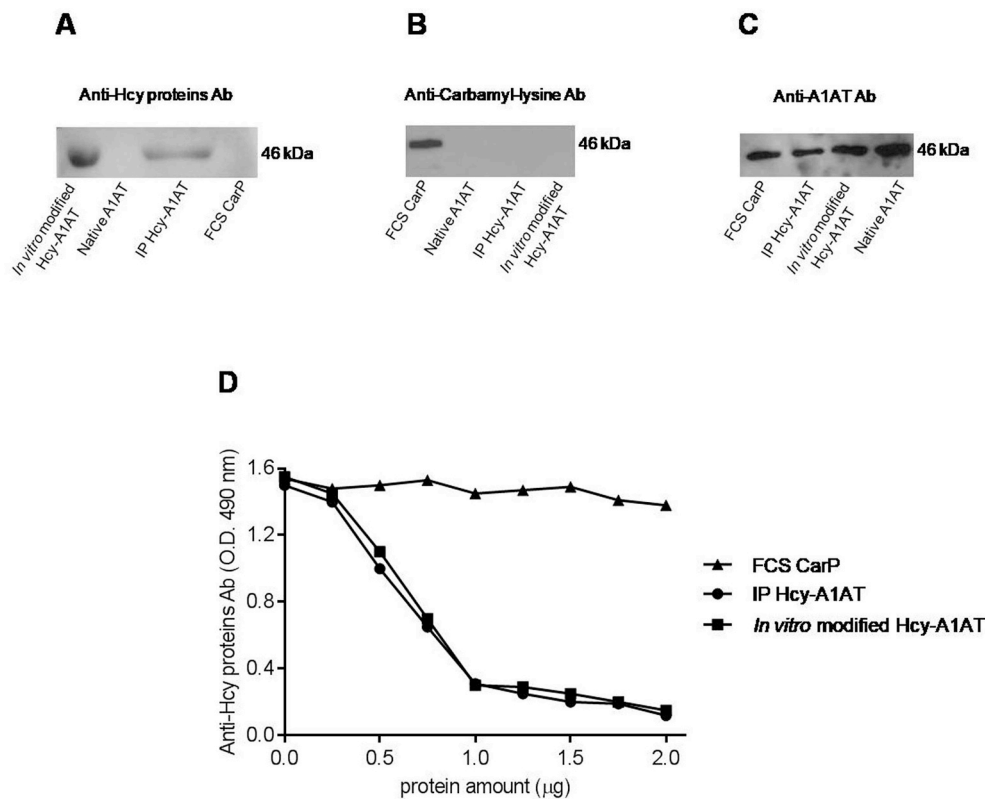 A
B
C
Anti-Hcy proteins Ab
Anti-Carbamyl-lysine Ab
Anti-A1AT Ab
46 kDa
46 kDa
46 kDa
In vitro modified
Hcy-A1AT
Native A1AT
IP Hcy-A1AT
FCS CarP
FCS CarP
Native A1AT
IP Hcy-A1AT
In vitro modified
Hcy-A1AT
FCS CarP
IP Hcy-A1AT
In vitro modified
Hcy-A1AT
Native A1AT
D
Anti-Hcy proteins Ab (O.D. 490 nm)
1.6
1.2
0.8
0.4
0.0
0.0
0.5
1.0
1.5
2.0
protein amount (μg)
FCS CarP
IP Hcy-A1AT
In vitro modified Hcy-A1AT